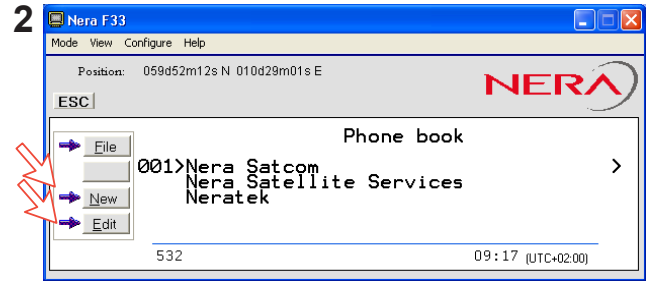 2
Nera F33
Mode View Configure Help
Position: 059d52m12s N 010d29m01s E
NERA
ESC
Phone book
File
001>Nera Satcom >
Nera Satellite Services
New Neratek
Edit
532 09:17 (UTC+02:00)